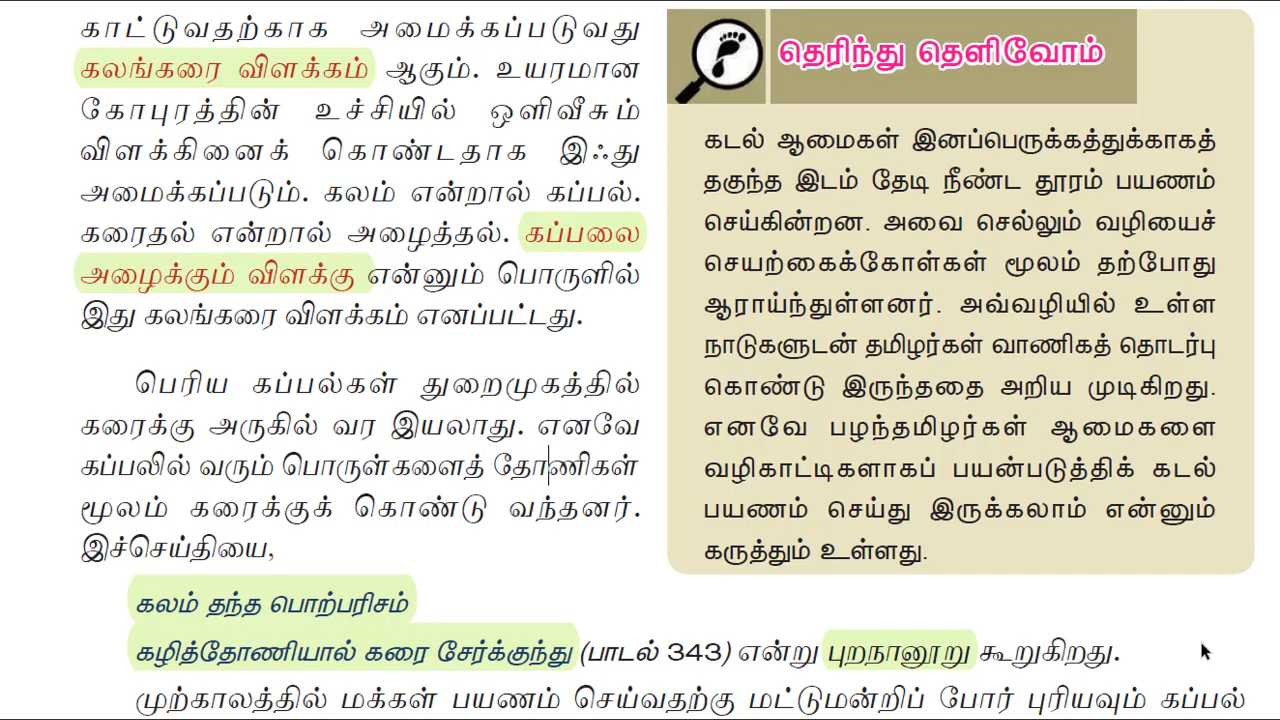 காட்டுவதற்காக அமைக்கப்படுவது
கலங்கரை விளக்கம் ஆகும். உயரமான
கோபுரத்தின் உச்சியில் ஒளிவீசும்
விளக்கினைக் கொண்டதாக இஃது
அமைக்கப்படும். கலம் என்றால் கப்பல்.
கரைதல் என்றால் அழைத்தல். கப்பலை
அழைக்கும் விளக்கு என்னும் பொருளில்
இது கலங்கரை விளக்கம் எனப்பட்டது.
பெரிய கப்பல்கள் துறைமுகத்தில்
கரைக்கு அருகில் வர இயலாது. எனவே
கப்பலில் வரும் பொருள்களைத் தோணிகள்
மூலம் கரைக்குக் கொண்டு வந்தனர்.
இச்செய்தியை,
தெரிந்து தெளிவோம்
கடல் ஆமைகள் இனப்பெருக்கத்துக்காகத்
தகுந்த இடம் தேடி நீண்ட தூரம் பயணம்
செய்கின்றன. அவை செல்லும் வழியைச்
செயற்கைக்கோள்கள் மூலம் தற்போது
ஆராய்ந்துள்ளனர். அவ்வழியில் உள்ள
நாடுகளுடன் தமிழர்கள் வாணிகத் தொடர்பு
கொண்டு இருந்ததை அறிய முடிகிறது.
எனவே பழந்தமிழர்கள் ஆமைகளை
வழிகாட்டிகளாகப் பயன்படுத்திக் கடல்
பயணம் செய்து இருக்கலாம் என்னும்
கருத்தும் உள்ளது.
கலம் தந்த பொற்பரிசம்
கழித்தோணியால் கரை சேர்க்குந்து (பாடல் 343) என்று புறநானூறு கூறுகிறது.
முற்காலத்தில் மக்கள் பயணம் செய்வதற்கு மட்டுமன்றிப் போர் புரியவும் கப்பல்